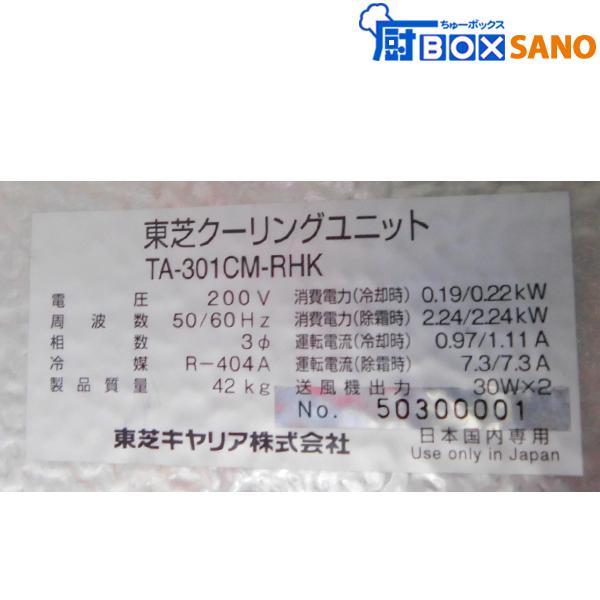 ちゅーボックス
厨BOX SANO
東芝クーリングユニット
TA-301CM-RHK
電圧 200V 消費電力(冷却時) 0.19/0.22kW
周波数 50/60Hz 消費電力(除霜時) 2.24/2.24kW
相数 3φ 運転電流(冷却時) 0.97/1.11A
冷媒 R-404A 運転電流(除霜時) 7.3/7.3A
製品質量 42kg 送風機出力 30W×2
No. 50300001
東芝キヤリア株式会社 日本国内専用
Use only in Japan